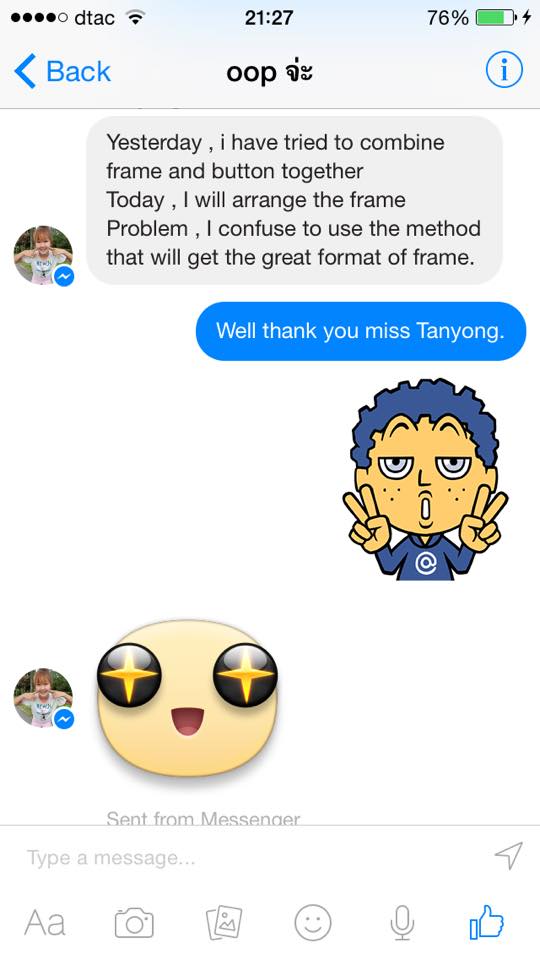 dtac
21:27
76%
Back
oop จ่ะ
Yesterday , i have tried to combine
frame and button together
Today , I will arrange the frame
Problem , I confuse to use the method
that will get the great format of frame.
Well thank you miss Tanyong.
@
Sent from Messenger
Type a message...
Aa